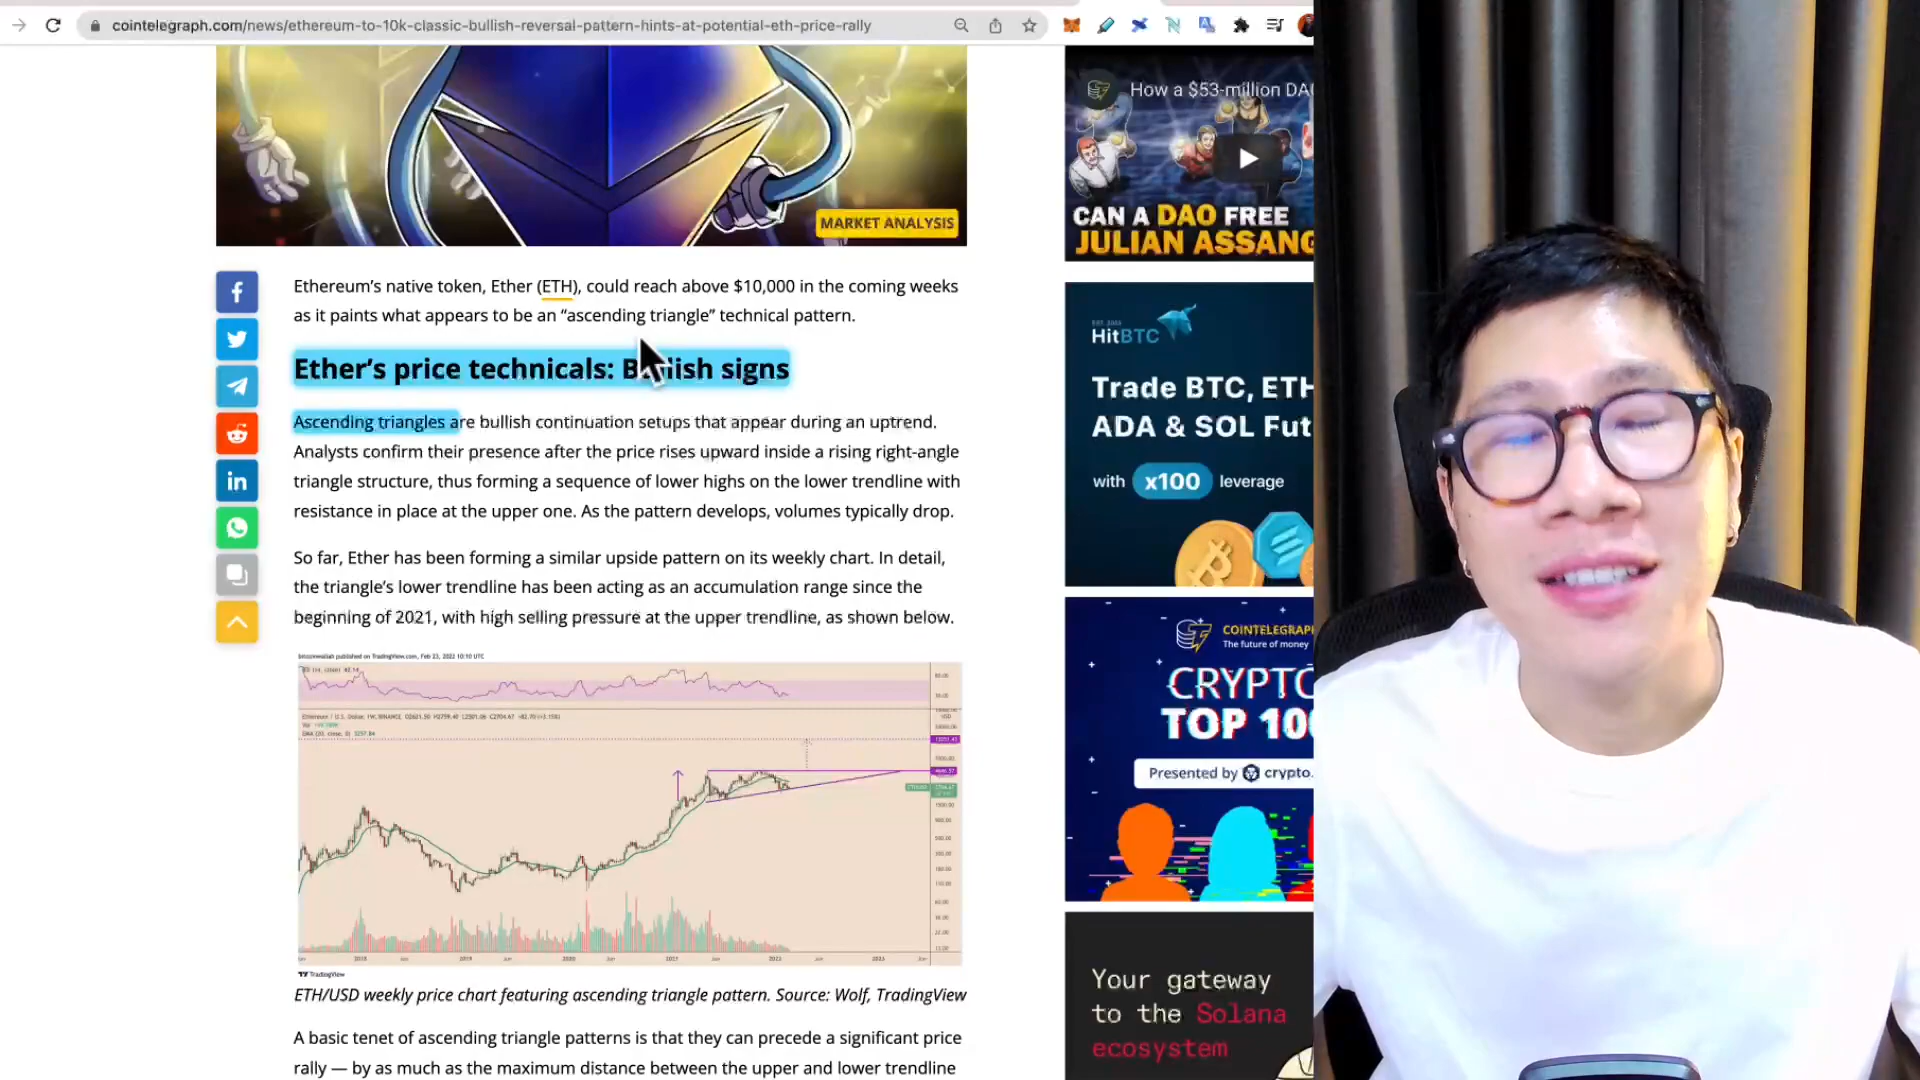 cointelegraph.com/news/ethereum-to-10k-classic-bullish-reversal-pattern-hints-at-potential-eth-price-rally
MARKET ANALYSIS
Ethereum's native token, Ether (ETH), could reach above $10,000 in the coming weeks
as it paints what appears to be an “ascending triangle” technical pattern.
Ether's price technicals: Bullish signs
Ascending triangles are bullish continuation setups that appear during an uptrend.
Analysts confirm their presence after the price rises upward inside a rising right-angle
triangle structure, thus forming a sequence of lower highs on the lower trendline with
resistance in place at the upper one. As the pattern develops, volumes typically drop.
So far, Ether has been forming a similar upside pattern on its weekly chart. In detail,
the triangle's lower trendline has been acting as an accumulation range since the
beginning of 2021, with high selling pressure at the upper trendline, as shown below.
2018
2019
2020
2021
2022
2023
TradingView
ETH/USD weekly price chart featuring ascending triangle pattern. Source: Wolf, TradingView
A basic tenet of ascending triangle patterns is that they can precede a significant price
rally — by as much as the maximum distance between the upper and lower trendline
How a $53-million DA
CAN A DAO FREE
JULIAN ASSANG
HitBTC
Trade BTC, ETH
ADA & SOL Fut
with x100 leverage
COINTELEGRAPH
The future of money
CRYPTO
TOP 100
Presented by crypto.
Your gateway
to the Solana
ecosystem